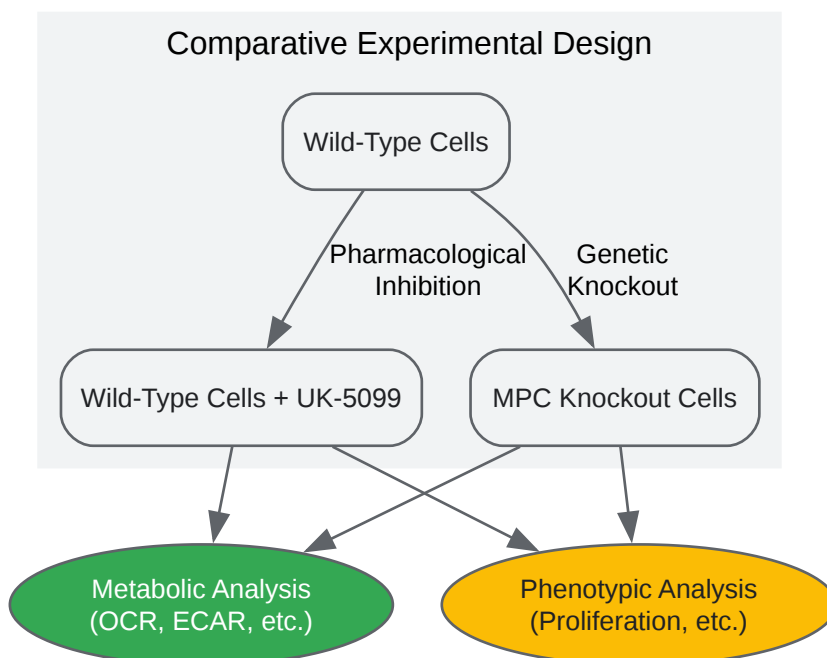 Comparative Experimental Design
Wild-Type Cells
Pharmacological
Inhibition
Genetic
Knockout
Wild-Type Cells + UK-5099
MPC Knockout Cells
Metabolic Analysis
(OCR, ECAR, etc.)
Phenotypic Analysis
(Proliferation, etc.)